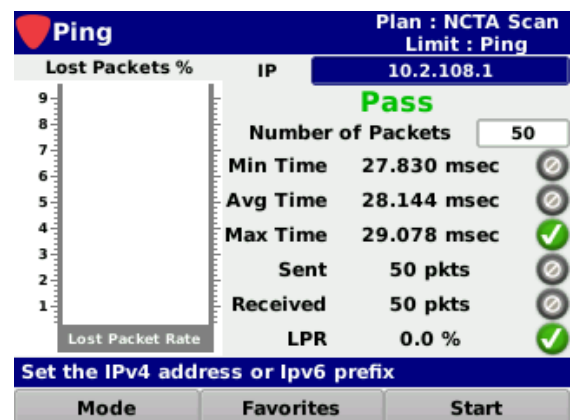 Ping
Plan : NCTA Scan
Limit : Ping
Lost Packets %
IP
10.2.108.1
9
8
7
6
5
4
3
2
1
Lost Packet Rate
Pass
Number of Packets 50
Min Time 27.830 msec
Avg Time 28.144 msec
Max Time 29.078 msec
Sent 50 pkts
Received 50 pkts
LPR 0.0 %
Set the IPv4 address or Ipv6 prefix
Mode Favorites Start